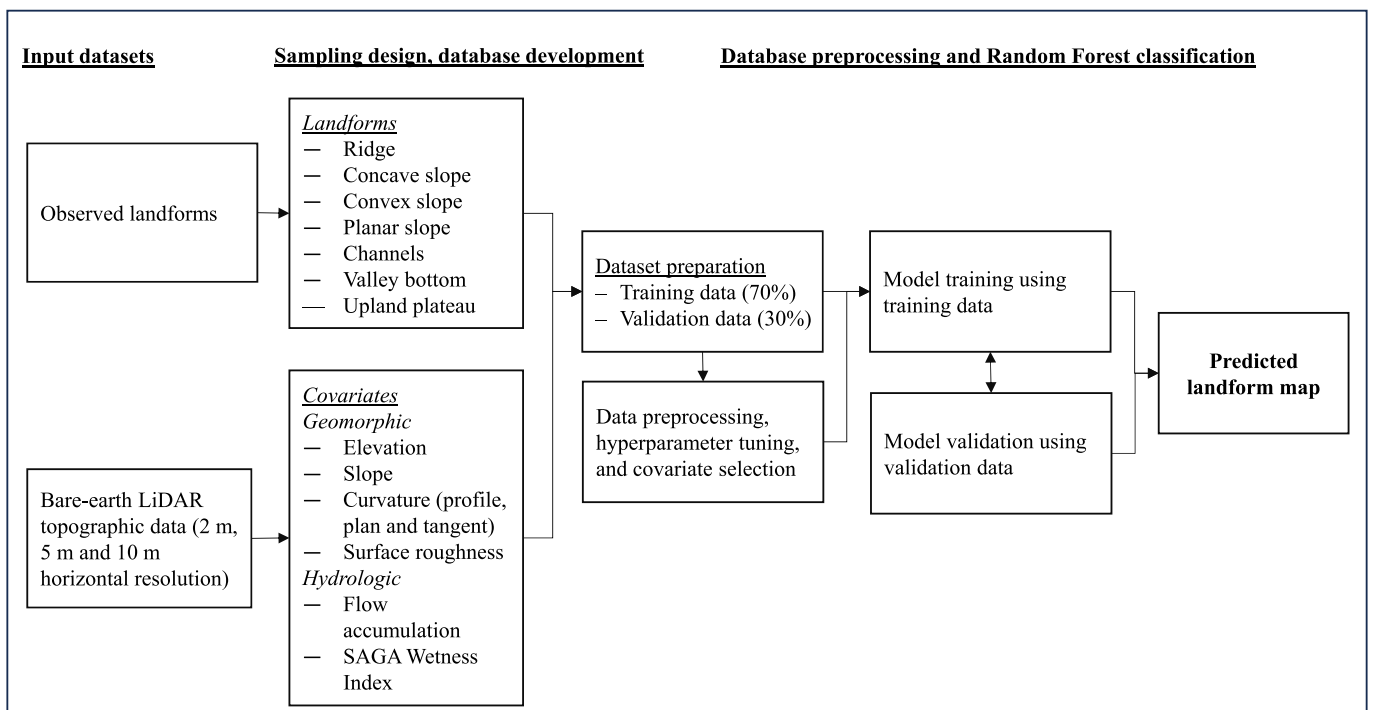 Input datasets
Sampling design, database development
Database preprocessing and Random Forest classification
Observed landforms
Landforms
— Ridge
— Concave slope
— Convex slope
— Planar slope
— Channels
— Valley bottom
— Upland plateau
Bare-earth LiDAR
topographic data (2 m,
5 m and 10 m
horizontal resolution)
Covariates
Geomorphic
— Elevation
— Slope
— Curvature (profile,
plan and tangent)
— Surface roughness
Hydrologic
— Flow
accumulation
— SAGA Wetness
Index
Dataset preparation
– Training data (70%)
– Validation data (30%)
Data preprocessing,
hyperparameter tuning,
and covariate selection
Model training using
training data
Model validation using
validation data
Predicted
landform map